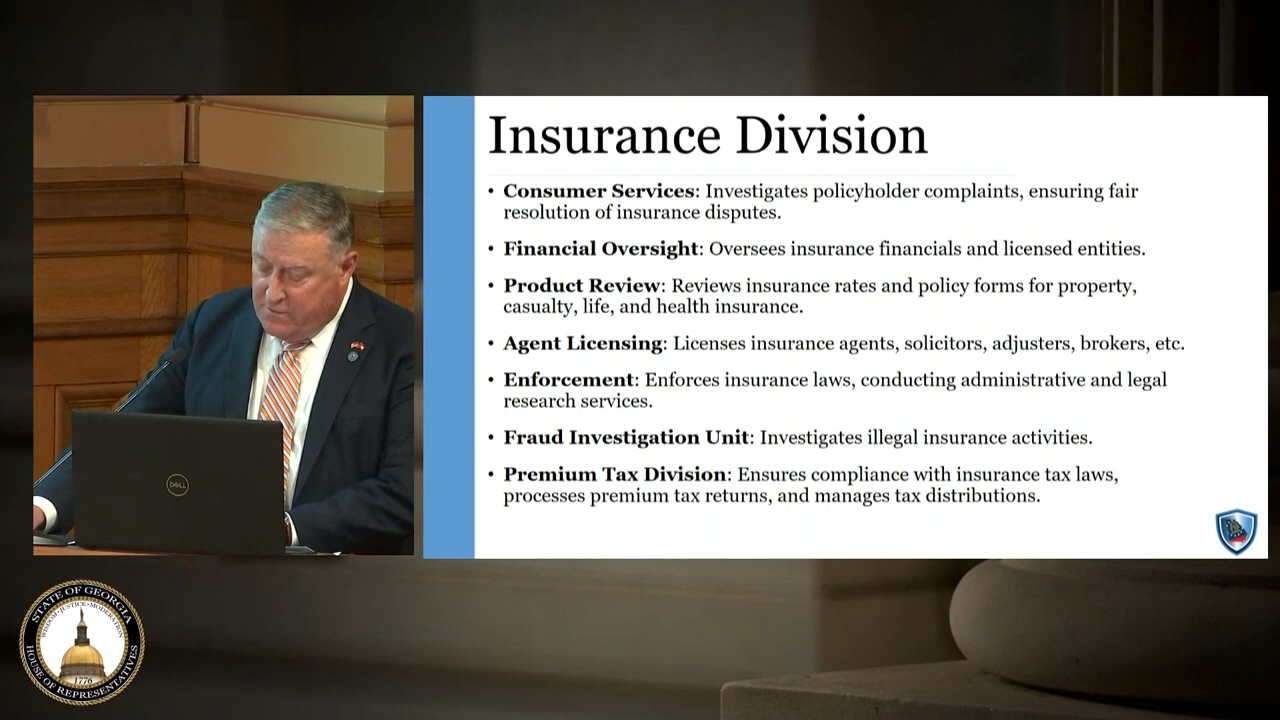 Insurance Division
• Consumer Services: Investigates policyholder complaints, ensuring fair
resolution of insurance disputes.
• Financial Oversight: Oversees insurance financials and licensed entities.
• Product Review: Reviews insurance rates and policy forms for property,
casualty, life, and health insurance.
• Agent Licensing: Licenses insurance agents, solicitors, adjusters, brokers, etc.
• Enforcement: Enforces insurance laws, conducting administrative and legal
research services.
• Fraud Investigation Unit: Investigates illegal insurance activities.
• Premium Tax Division: Ensures compliance with insurance tax laws,
processes premium tax returns, and manages tax distributions.
DELL
STATE OF GEORGIA
WISDOM • JUSTICE • MODERATION
1776
HOUSE OF REPRESENTATIVES